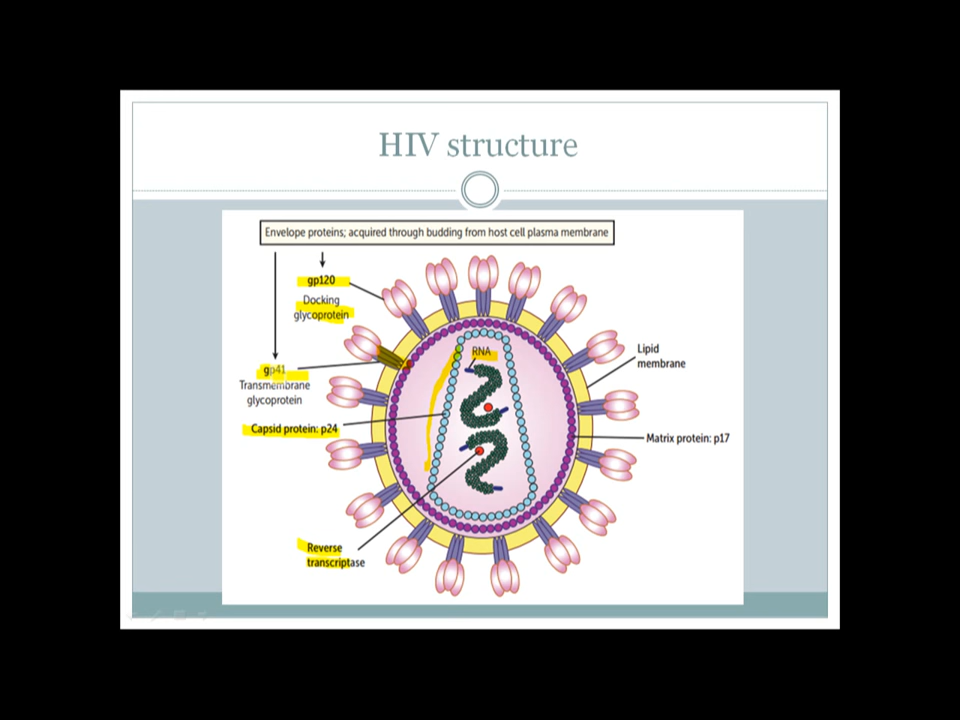 HIV structure
Envelope proteins; acquired through budding from host cell plasma membrane
gp120
Docking
glycoprotein
gp41
Transmembrane
glycoprotein
Capsid protein: p24
Reverse
transcriptase
RNA
Lipid
membrane
Matrix protein: p17